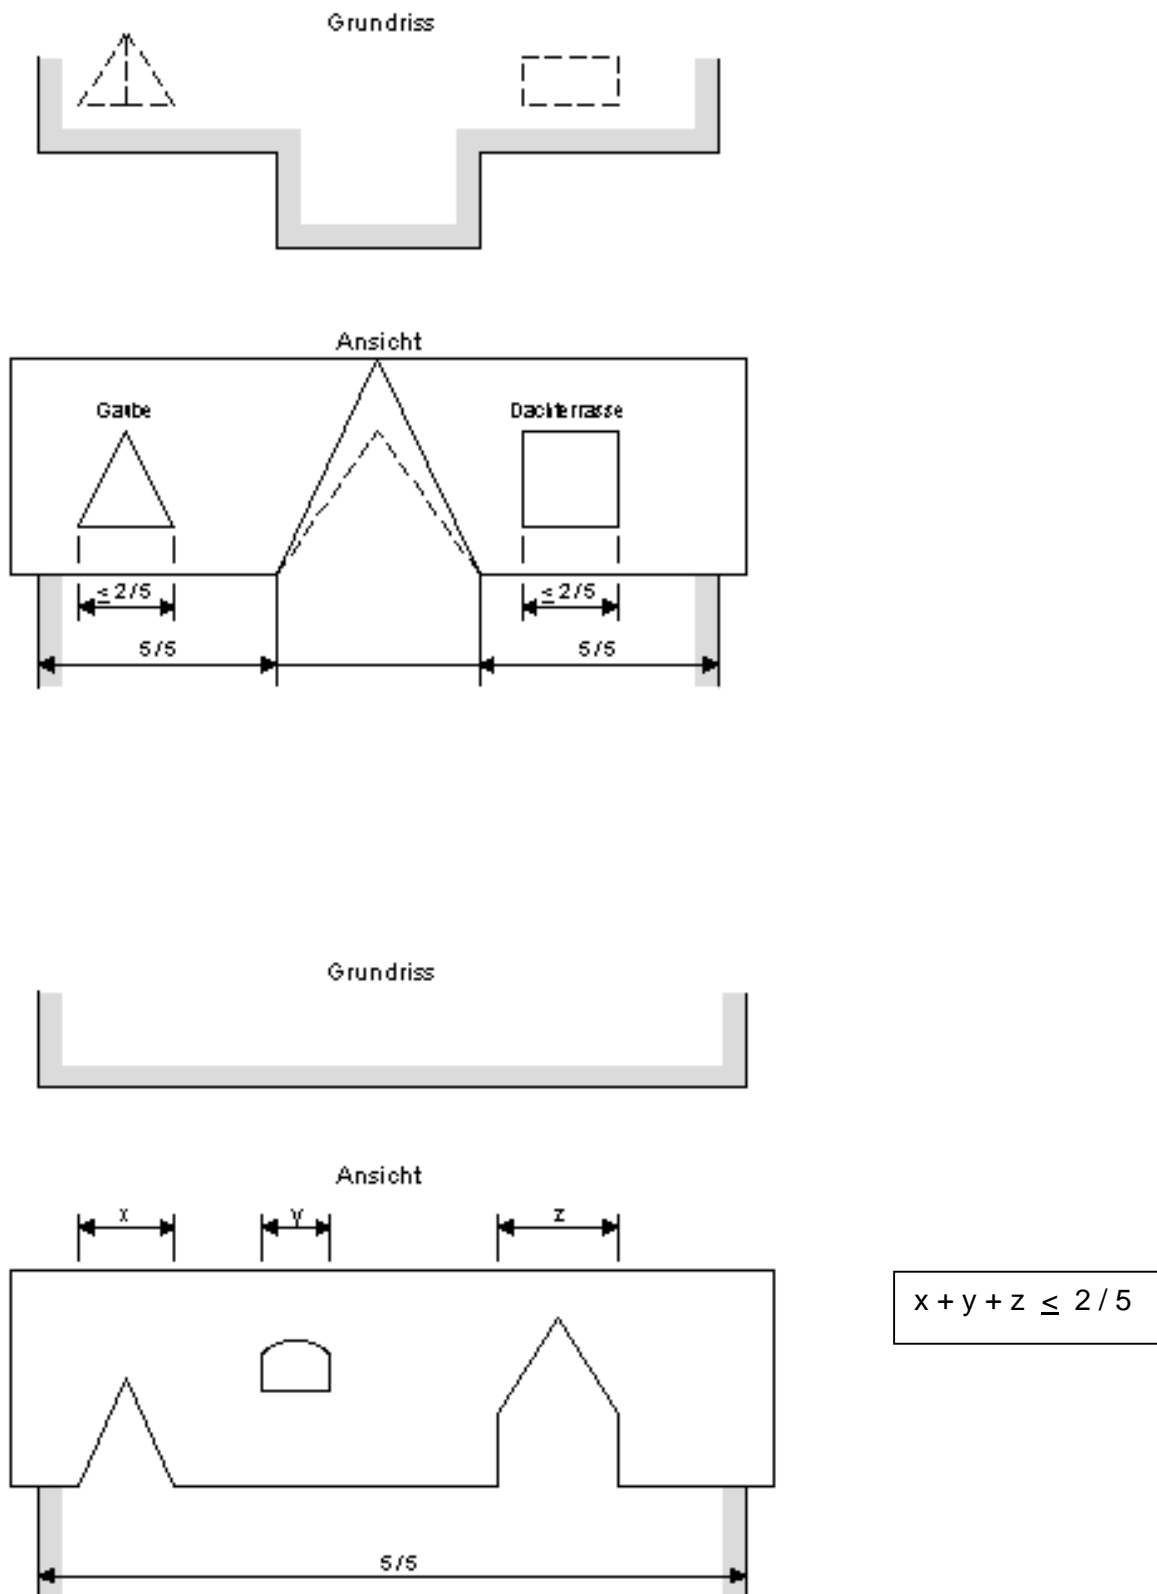 Grundriss
Ansicht
Gaube Dachterrasse
≤ 2/5 ≤ 2/5
5/5 5/5
Grundriss
Ansicht
x y z
x + y + z ≤ 2 / 5
5/5